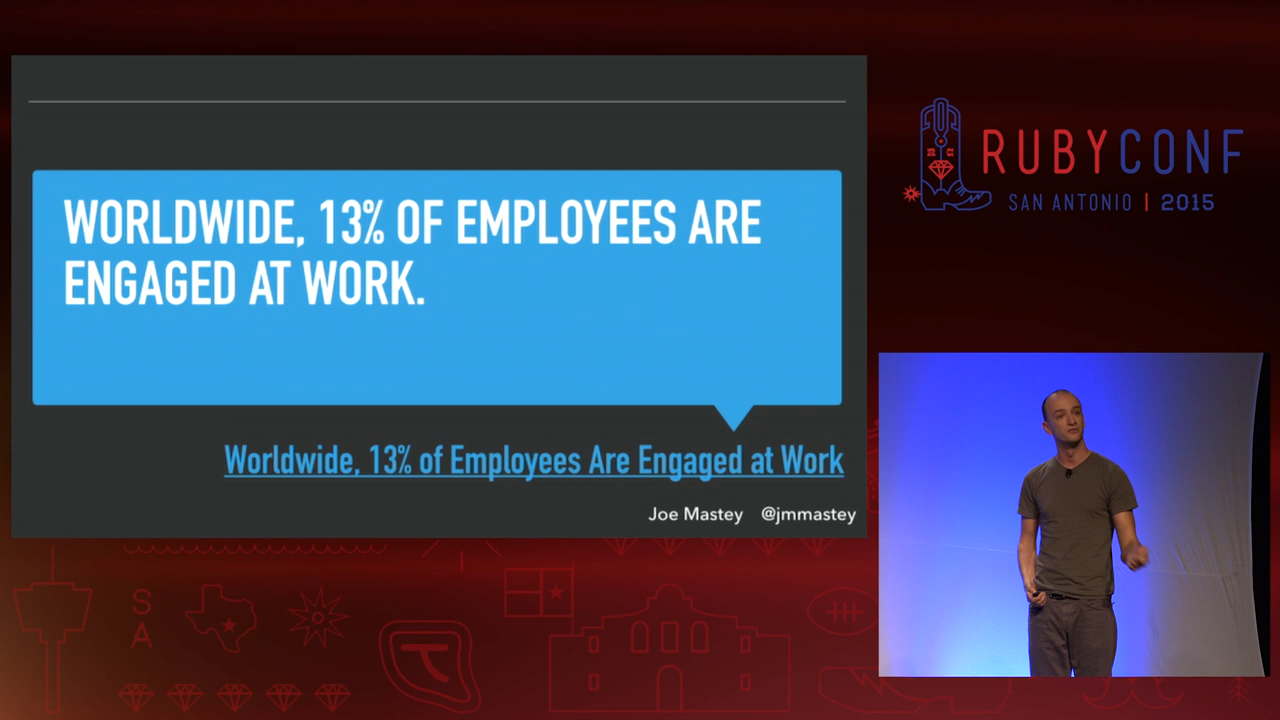 WORLDWIDE, 13% OF EMPLOYEES ARE
ENGAGED AT WORK.
Worldwide, 13% of Employees Are Engaged at Work
Joe Mastey @jmmastey
RUBYCONF
SAN ANTONIO | 2015
S
A